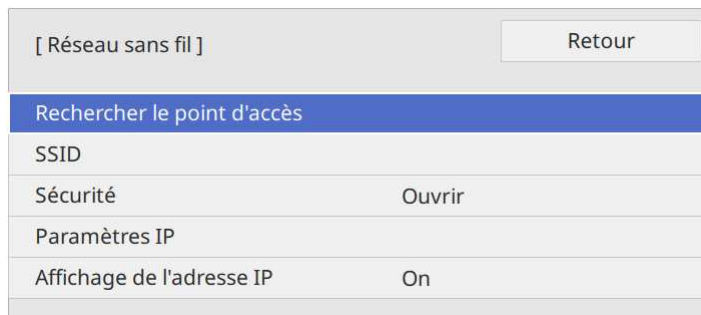 [ Réseau sans fil ] Retour
Rechercher le point d'accès
SSID
Sécurité Ouvrir
Paramètres IP
Affichage de l'adresse IP On